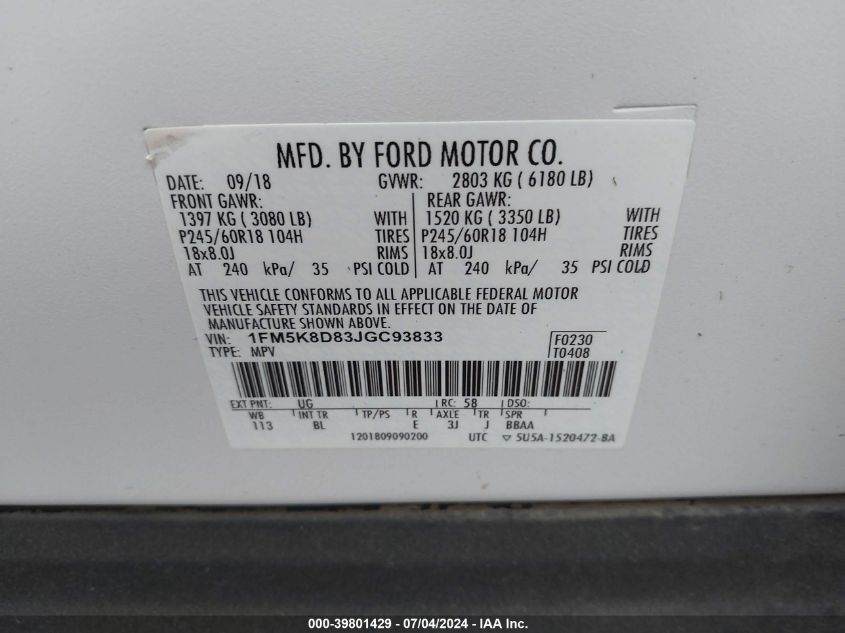 MFD. BY FORD MOTOR CO.
DATE: 09/18 GVWR: 2803 KG ( 6180 LB)
FRONT GAWR: REAR GAWR:
1397 KG ( 3080 LB) WITH 1520 KG ( 3350 LB) WITH
P245/60R18 104H TIRES P245/60R18 104H TIRES
18x8.0J RIMS 18x8.0J RIMS
AT 240 kPa/ 35 PSI COLD AT 240 kPa/ 35 PSI COLD
THIS VEHICLE CONFORMS TO ALL APPLICABLE FEDERAL MOTOR
VEHICLE SAFETY STANDARDS IN EFFECT ON THE DATE OF
MANUFACTURE SHOWN ABOVE.
VIN: 1FM5K8D83JGC93833 F0230
TYPE: MPV T0408
EXT PNT: UG RC: 58 DSO:
WB INT TR TP/PS R AXLE TR SPR
113 BL E 3J J BBAA
1201809090200 UTC ▽ 5U5A-1520472-BA
000-39801429 - 07/04/2024 - IAA Inc.